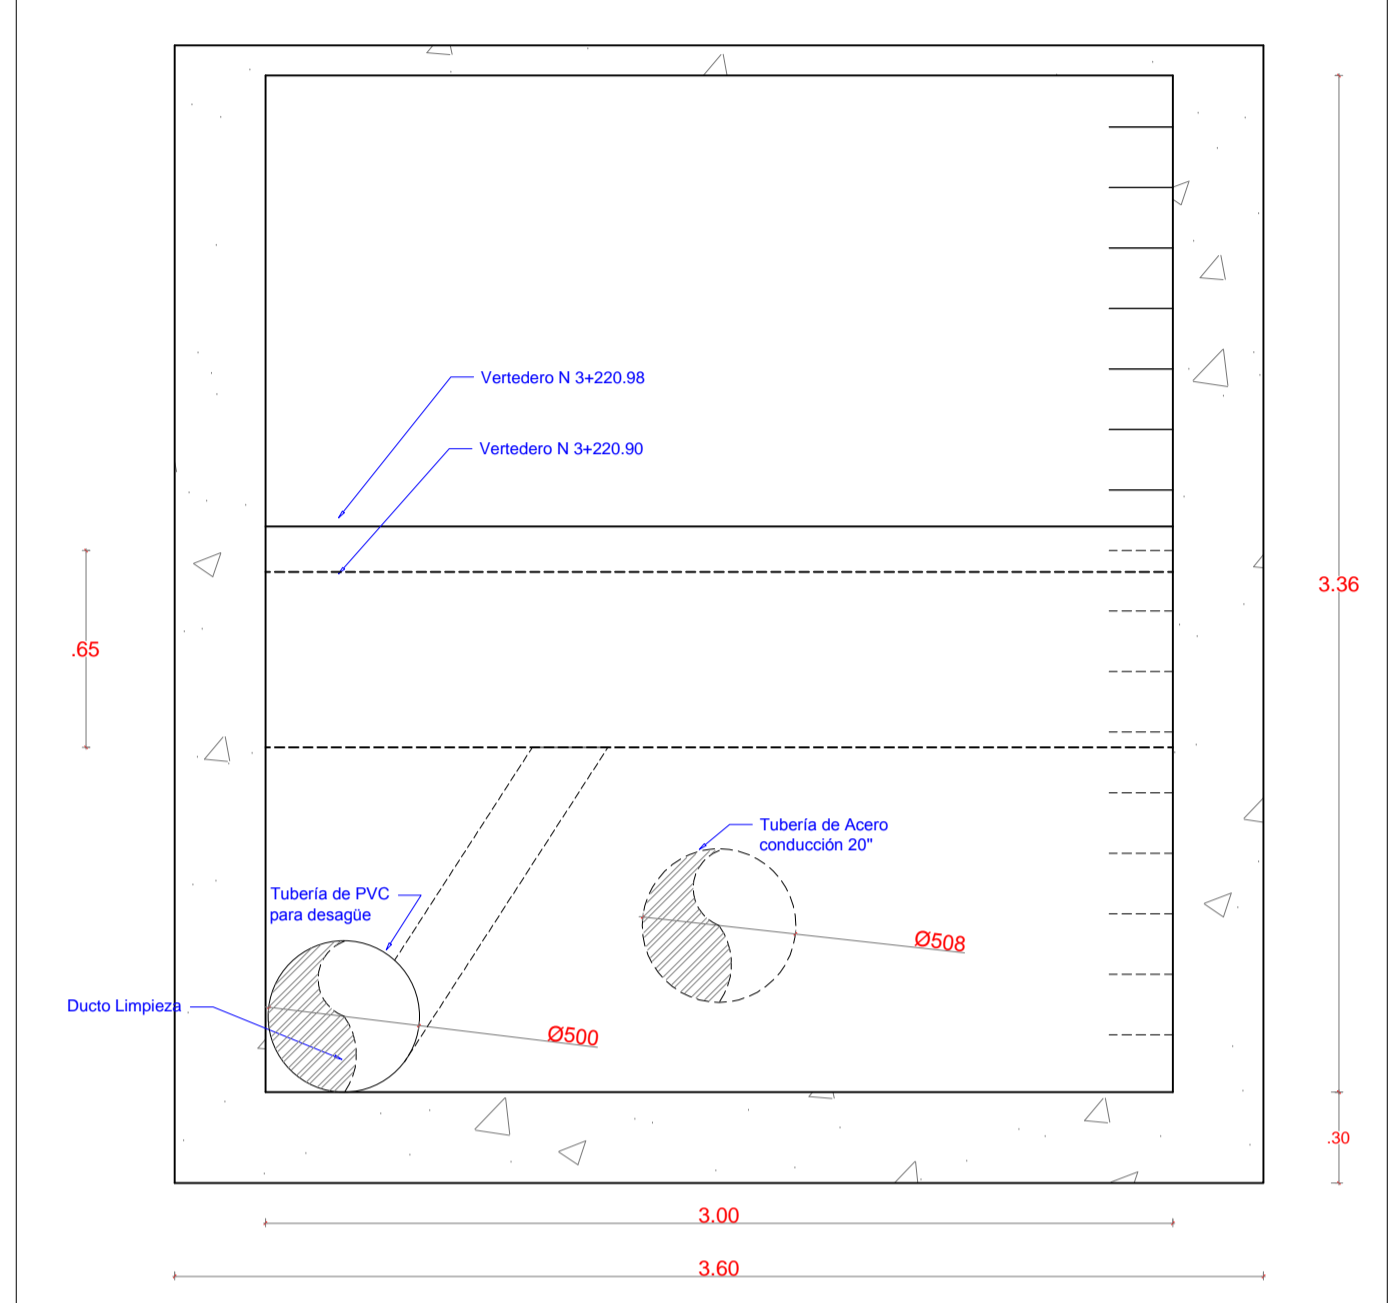 Vertedero N 3+220.98
Vertedero N 3+220.90
3.36
.65
Tubería de Acero
conducción 20"
Tubería de PVC
para desagüe
Ø508
Ducto Limpieza
Ø500
.30
3.00
3.60